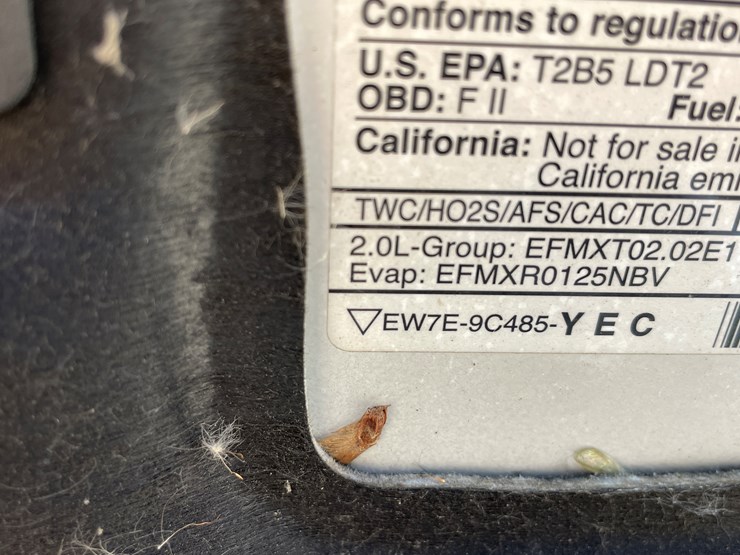 Conforms to regulatio
U.S. EPA: T2B5 LDT2
OBD: F II Fuel:
California: Not for sale i
California emi
TWC/HO2S/AFS/CAC/TC/DFI
2.0L-Group: EFMXT02.02E1
Evap: EFMXR0125NBV
▽EW7E-9C485-Y E C